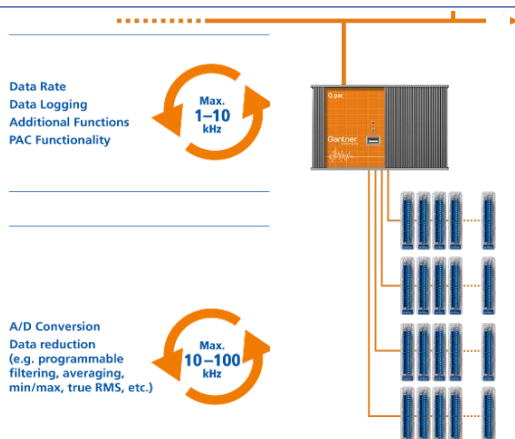 Data Rate
Data Logging
Additional Functions
PAC Functionality
Max.
1–10
kHz
Q.pac
Gantner
A/D Conversion
Data reduction
(e.g. programmable
filtering, averaging,
min/max, true RMS, etc.)
Max.
10–100
kHz